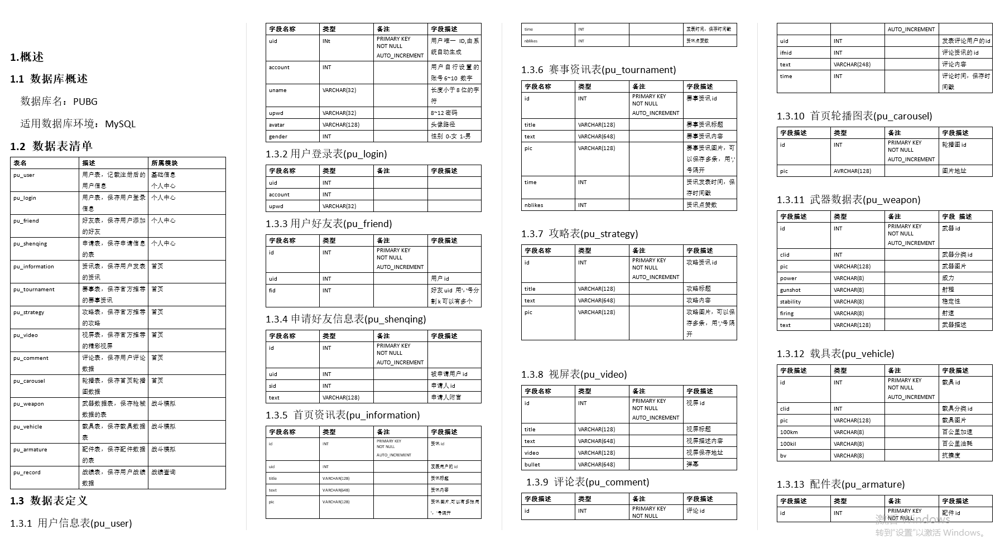 1.概述
1.1 数据库概述
数据库名：PUBG
适用数据库环境：MySQL
1.2 数据表清单
表名 描述 所属模块
pu_user 用户表，记载注册后的 基础信息
用户信息 个人中心
pu_login 用户表，保存用户登录 个人中心
信息
pu_friend 好友表，保存用户添加 个人中心
的好友
pu_shenqing 申请表，保存申请信息 个人中心
的表
pu_information 资讯表，保存用户发表 首页
的资讯
pu_tournament 赛事表，保存官方推荐 首页
的赛事资讯
pu_strategy 攻略表，保存官方推荐 首页
的攻略
pu_video 视屏表，保存官方推荐 首页
的精彩视屏
pu_comment 评论表，保存用户评论 首页
数据
pu_carousel 轮播表，保存首页轮播 首页
图数据
pu_weapon 武器数据表，保存枪械 战斗模拟
数据的表
pu_vehicle 载具表，保存载具数据 战斗模拟
表
pu_armature 配件表，保存配件数据 战斗模拟
的表
pu_record 战绩表，保存用户战绩 战绩查询
数据
1.3 数据表定义
1.3.1 用户信息表(pu_user)
字段名称 类型 备注 字段描述
uid INt PRIMARY KEY 用户唯一 ID,由系
NOT NULL 统自动生成
AUTO_INCREMENT
account INT 用户自行设置的
账号6~10 数字
uname VARCHAR(32) 长度小于8位的字
符
upwd VARCHAR(32) 8~12密码
avatar VARCHAR(128) 头像路径
gender INT 性别 0-女 1-男
1.3.2用户登录表(pu_login)
字段名称 类型 备注 字段描述
uid INT
account INT
upwd VARCHAR(32)
1.3.3用户好友表(pu_friend)
字段名称 类型 备注 字段描述
id INT PRIMARY KEY
NOT NULL
AUTO_INCREMENT
uid INT 用户id
fid INT 好友uid 用','号分
割k可以有多个
1.3.4申请好友信息表(pu_shenqing)
字段名称 类型 备注 字段描述
id INT PRIMARY KEY
NOT NULL
AUTO_INCREMENT
uid INT 被申请用户id
sid INT 申请人id
text VARCHAR(128) 申请人附言
1.3.5 首页资讯表(pu_information)
字段名称 类型 备注 字段描述
id INT PRIMARY KEY 资讯id
NOT NULL
AUTO_INCREMENT
uid INT 发表用户的id
title VARCHAR(128) 资讯标题
text VARCHAR(648) 资讯内容
pic VARCHAR(128) 资讯图片,可以有多张用
'，'号隔开
time INT 发表时间，保存时间戳
nblikes INT 资讯点赞数
1.3.6 赛事资讯表(pu_tournament)
字段名称 类型 备注 字段描述
id INT PRIMARY KEY 赛事资讯id
NOT NULL
AUTO_INCREMENT
title VARCHAR(128) 赛事资讯标题
text VARCHAR(648) 赛事资讯内容
pic VARCHAR(128) 赛事资讯图片，可
以保存多条，用','
号隔开
time INT 资讯发表时间，保
存时间戳
nblikes INT 资讯点赞数
1.3.7 攻略表(pu_strategy)
字段名称 类型 备注 字段描述
id INT PRIMARY KEY 攻略资讯id
NOT NULL
AUTO_INCREMENT
title VARCHAR(128) 攻略标题
text VARCHAR(648) 攻略内容
pic VARCHAR(128) 攻略图片，可以保
存多条，用','号隔
开
1.3.8 视屏表(pu_video)
字段名称 类型 备注 字段描述
id INT PRIMARY KEY 视屏id
NOT NULL
AUTO_INCREMENT
title VARCHAR(128) 视屏标题
text VARCHAR(648) 视屏描述内容
video VARCHAR(128) 视屏保存地址
bullet VARCHAR(648) 弹幕
1.3.9 评论表(pu_comment)
字段描述 类型 备注 字段描述
id INT PRIMARY KEY 评论id
NOT NULL
AUTO_INCREMENT
uid INT 发表评论用户的id
ifnid INT 评论资讯的id
text VARCHAR(248) 评论内容
time INT 评论时间，保存时
间戳
1.3.10 首页轮播图表(pu_carousel)
字段描述 类型 备注 字段描述
id INT PRIMARY KEY 轮播图id
NOT NULL
AUTO_INCREMENT
pic AVRCHAR(128) 图片地址
1.3.11 武器数据表(pu_weapon)
字段描述 类型 备注 字段 描述
id INT PRIMARY KEY 武器id
NOT NULL
AUTO_INCREMENT
clid INT 武器分类id
pic VARCHAR(128) 武器图片
power VARCHAR(8) 威力
gunshot VARCHAR(8) 射程
stability VARCHAR(8) 稳定性
firing VARCHAR(8) 射速
text VARCHAR(128) 武器描述
1.3.12 载具表(pu_vehicle)
字段描述 类型 备注 字段描述
id INT PRIMARY KEY 载具id
NOT NULL
AUTO_INCREMENT
clid INT 载具分类id
pic VARCHAR(128) 载具图片
100km VARCHAR(8) 百公里加速
100kil VARCHAR(8) 百公里油耗
bv VARCHAR(8) 抗揍度
1.3.13 配件表(pu_armature)
字段描述 类型 备注 字段描述
id INT PRIMARY KEY 配件id
NOT NULL
激活 Windows
转到"设置"以激活 Windows。